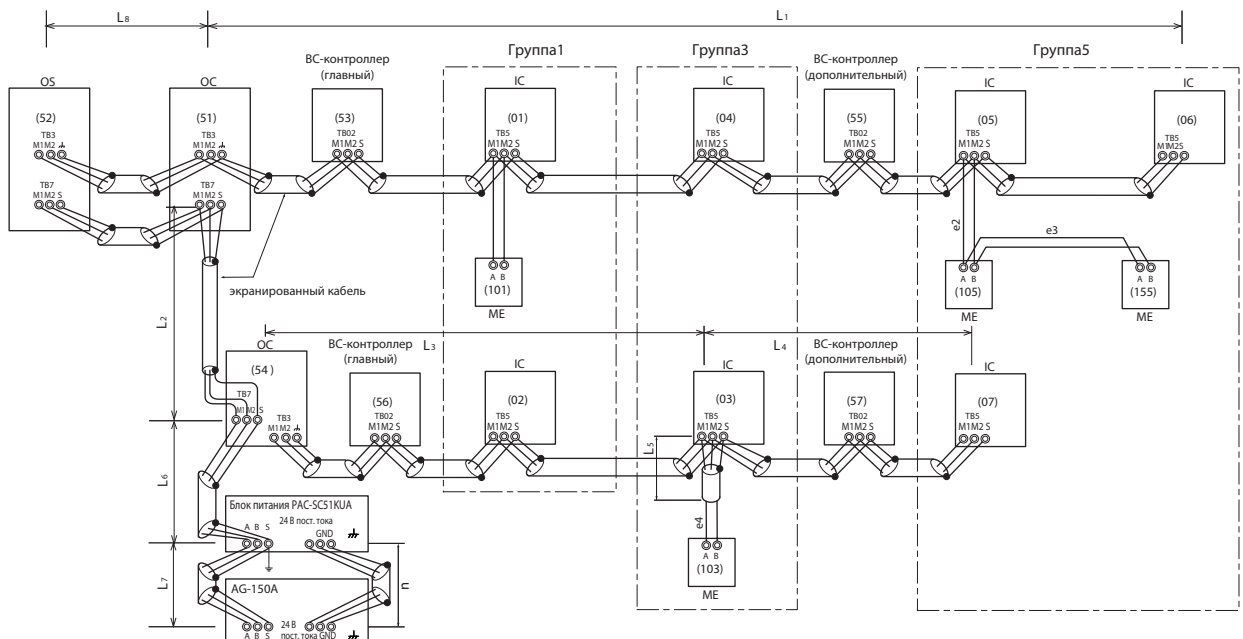 L8
L1
Группа1
Группа3
Группа5
BC-контроллер
(главный)
BC-контроллер
(дополнительный)
OS
OC
IC
IC
IC
IC
(52)
(51)
(53)
(01)
(04)
(55)
(05)
(06)
TB3
M1M2
TB3
M1M2
TB02
M1M2 S
TB5
M1M2 S
TB5
M1M2 S
TB02
M1M2 S
TB5
M1M2 S
TB5
M1M2S
TB7
M1M2 S
TB7
M1M2 S
e2
e3
A B
(101)
ME
A B
(105)
ME
A B
(155)
ME
экранированный кабель
L2
L3
L4
OC
BC-контроллер
(главный)
BC-контроллер
(дополнительный)
IC
IC
IC
(54)
(56)
(02)
(03)
(57)
(07)
TB7
M1M2 S
TB3
M1M2
TB02
M1M2 S
TB5
M1M2 S
TB5
M1M2 S
TB02
M1M2 S
TB5
M1M2 S
L5
L6
e4
A B
(103)
ME
Блок питания PAC-SC51KUA
A B S
24 В
пост. тока
GND
L7
n
AG-150A
A B S
24 В
пост. тока GND